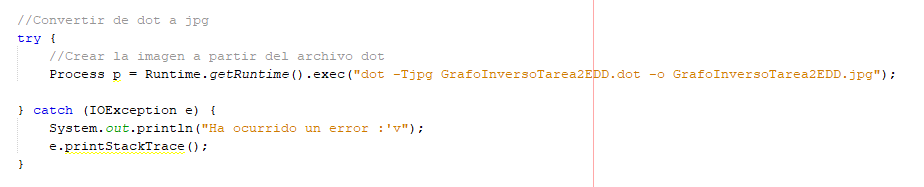 //Convertir de dot a jpg
try {
//Crear la imagen a partir del archivo dot
Process p = Runtime.getRuntime().exec("dot -Tjpg GrafoInversoTarea2EDD.dot -o GrafoInversoTarea2EDD.jpg");
} catch (IOException e) {
System.out.println("Ha ocurrido un error :'v");
e.printStackTrace();
}